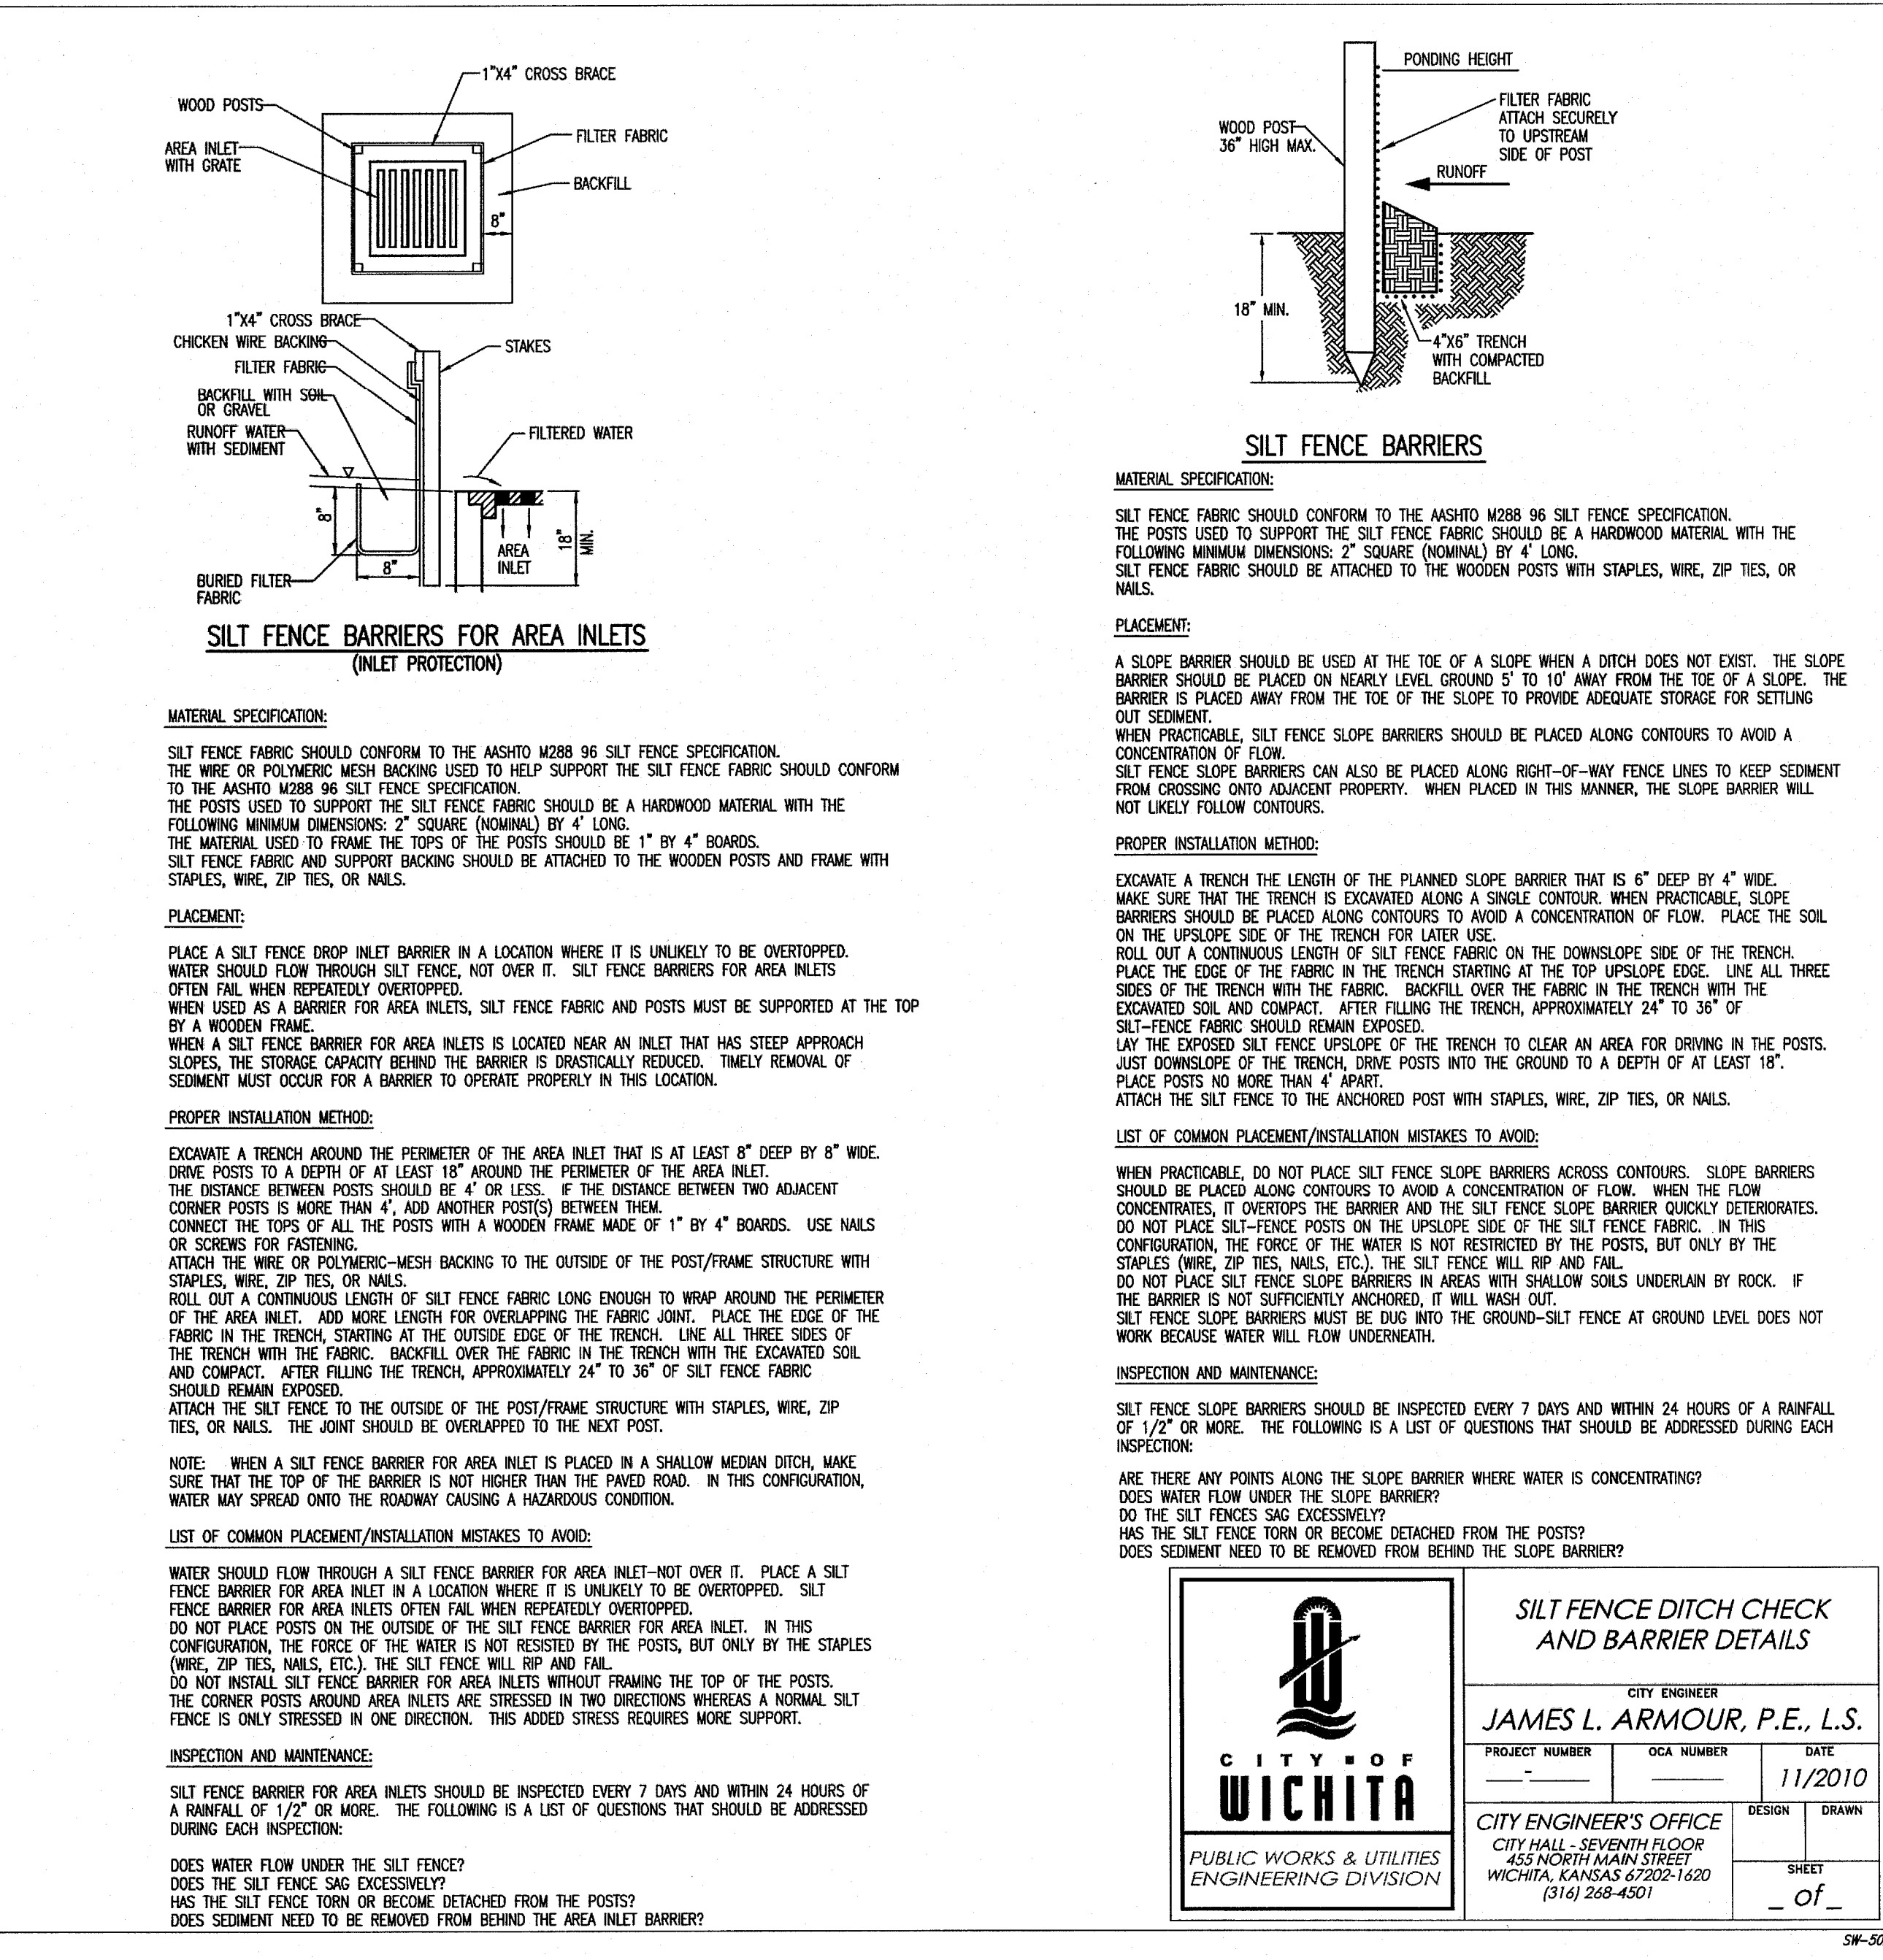 1"X4" CROSS BRACE
WOOD POSTS
FILTER FABRIC
AREA INLET
WITH GRATE
BACKFILL
8"
1"X4" CROSS BRACE
CHICKEN WIRE BACKING
STAKES
FILTER FABRIC
BACKFILL WITH SOIL
OR GRAVEL
RUNOFF WATER
WITH SEDIMENT
FILTERED WATER
8"
8"
AREA
INLET
18"
MIN.
BURIED FILTER
FABRIC
SILT FENCE BARRIERS FOR AREA INLETS
(INLET PROTECTION)
MATERIAL SPECIFICATION:
SILT FENCE FABRIC SHOULD CONFORM TO THE AASHTO M288 96 SILT FENCE SPECIFICATION.
THE WIRE OR POLYMERIC MESH BACKING USED TO HELP SUPPORT THE SILT FENCE FABRIC SHOULD CONFORM
TO THE AASHTO M288 96 SILT FENCE SPECIFICATION.
THE POSTS USED TO SUPPORT THE SILT FENCE FABRIC SHOULD BE A HARDWOOD MATERIAL WITH THE
FOLLOWING MINIMUM DIMENSIONS: 2" SQUARE (NOMINAL) BY 4' LONG.
THE MATERIAL USED TO FRAME THE TOPS OF THE POSTS SHOULD BE 1" BY 4" BOARDS.
SILT FENCE FABRIC AND SUPPORT BACKING SHOULD BE ATTACHED TO THE WOODEN POSTS AND FRAME WITH
STAPLES, WIRE, ZIP TIES, OR NAILS.
PLACEMENT:
PLACE A SILT FENCE DROP INLET BARRIER IN A LOCATION WHERE IT IS UNLIKELY TO BE OVERTOPPED.
WATER SHOULD FLOW THROUGH SILT FENCE, NOT OVER IT. SILT FENCE BARRIERS FOR AREA INLETS
OFTEN FAIL WHEN REPEATEDLY OVERTOPPED.
WHEN USED AS A BARRIER FOR AREA INLETS, SILT FENCE FABRIC AND POSTS MUST BE SUPPORTED AT THE TOP
BY A WOODEN FRAME.
WHEN A SILT FENCE BARRIER FOR AREA INLETS IS LOCATED NEAR AN INLET THAT HAS STEEP APPROACH
SLOPES, THE STORAGE CAPACITY BEHIND THE BARRIER IS DRASTICALLY REDUCED. TIMELY REMOVAL OF
SEDIMENT MUST OCCUR FOR A BARRIER TO OPERATE PROPERLY IN THIS LOCATION.
PROPER INSTALLATION METHOD:
EXCAVATE A TRENCH AROUND THE PERIMETER OF THE AREA INLET THAT IS AT LEAST 8" DEEP BY 8" WIDE.
DRIVE POSTS TO A DEPTH OF AT LEAST 18" AROUND THE PERIMETER OF THE AREA INLET.
THE DISTANCE BETWEEN POSTS SHOULD BE 4' OR LESS. IF THE DISTANCE BETWEEN TWO ADJACENT
CORNER POSTS IS MORE THAN 4', ADD ANOTHER POST(S) BETWEEN THEM.
CONNECT THE TOPS OF ALL THE POSTS WITH A WOODEN FRAME MADE OF 1" BY 4" BOARDS. USE NAILS
OR SCREWS FOR FASTENING.
ATTACH THE WIRE OR POLYMERIC-MESH BACKING TO THE OUTSIDE OF THE POST/FRAME STRUCTURE WITH
STAPLES, WIRE, ZIP TIES, OR NAILS.
ROLL OUT A CONTINUOUS LENGTH OF SILT FENCE FABRIC LONG ENOUGH TO WRAP AROUND THE PERIMETER
OF THE AREA INLET. ADD MORE LENGTH FOR OVERLAPPING THE FABRIC JOINT. PLACE THE EDGE OF THE
FABRIC IN THE TRENCH, STARTING AT THE OUTSIDE EDGE OF THE TRENCH. LINE ALL THREE SIDES OF
THE TRENCH WITH THE FABRIC. BACKFILL OVER THE FABRIC IN THE TRENCH WITH THE EXCAVATED SOIL
AND COMPACT. AFTER FILLING THE TRENCH, APPROXIMATELY 24" TO 36" OF SILT FENCE FABRIC
SHOULD REMAIN EXPOSED.
ATTACH THE SILT FENCE TO THE OUTSIDE OF THE POST/FRAME STRUCTURE WITH STAPLES, WIRE, ZIP
TIES, OR NAILS. THE JOINT SHOULD BE OVERLAPPED TO THE NEXT POST.
NOTE: WHEN A SILT FENCE BARRIER FOR AREA INLET IS PLACED IN A SHALLOW MEDIAN DITCH, MAKE
SURE THAT THE TOP OF THE BARRIER IS NOT HIGHER THAN THE PAVED ROAD. IN THIS CONFIGURATION,
WATER MAY SPREAD ONTO THE ROADWAY CAUSING A HAZARDOUS CONDITION.
LIST OF COMMON PLACEMENT/INSTALLATION MISTAKES TO AVOID:
WATER SHOULD FLOW THROUGH A SILT FENCE BARRIER FOR AREA INLET-NOT OVER IT. PLACE A SILT
FENCE BARRIER FOR AREA INLET IN A LOCATION WHERE IT IS UNLIKELY TO BE OVERTOPPED. SILT
FENCE BARRIER FOR AREA INLETS OFTEN FAIL WHEN REPEATEDLY OVERTOPPED.
DO NOT PLACE POSTS ON THE OUTSIDE OF THE SILT FENCE BARRIER FOR AREA INLET. IN THIS
CONFIGURATION, THE FORCE OF THE WATER IS NOT RESISTED BY THE POSTS, BUT ONLY BY THE STAPLES
(WIRE, ZIP TIES, NAILS, ETC.). THE SILT FENCE WILL RIP AND FAIL.
DO NOT INSTALL SILT FENCE BARRIER FOR AREA INLETS WITHOUT FRAMING THE TOP OF THE POSTS.
THE CORNER POSTS AROUND AREA INLETS ARE STRESSED IN TWO DIRECTIONS WHEREAS A NORMAL SILT
FENCE IS ONLY STRESSED IN ONE DIRECTION. THIS ADDED STRESS REQUIRES MORE SUPPORT.
INSPECTION AND MAINTENANCE:
SILT FENCE BARRIER FOR AREA INLETS SHOULD BE INSPECTED EVERY 7 DAYS AND WITHIN 24 HOURS OF
A RAINFALL OF 1/2" OR MORE. THE FOLLOWING IS A LIST OF QUESTIONS THAT SHOULD BE ADDRESSED
DURING EACH INSPECTION:
DOES WATER FLOW UNDER THE SILT FENCE?
DOES THE SILT FENCE SAG EXCESSIVELY?
HAS THE SILT FENCE TORN OR BECOME DETACHED FROM THE POSTS?
DOES SEDIMENT NEED TO BE REMOVED FROM BEHIND THE AREA INLET BARRIER?
PONDING HEIGHT
FILTER FABRIC
ATTACH SECURELY
TO UPSTREAM
SIDE OF POST
WOOD POST
36" HIGH MAX.
RUNOFF
18" MIN.
4"X6" TRENCH
WITH COMPACTED
BACKFILL
SILT FENCE BARRIERS
MATERIAL SPECIFICATION:
SILT FENCE FABRIC SHOULD CONFORM TO THE AASHTO M288 96 SILT FENCE SPECIFICATION.
THE POSTS USED TO SUPPORT THE SILT FENCE FABRIC SHOULD BE A HARDWOOD MATERIAL WITH THE
FOLLOWING MINIMUM DIMENSIONS: 2" SQUARE (NOMINAL) BY 4' LONG.
SILT FENCE FABRIC SHOULD BE ATTACHED TO THE WOODEN POSTS WITH STAPLES, WIRE, ZIP TIES, OR
NAILS.
PLACEMENT:
A SLOPE BARRIER SHOULD BE USED AT THE TOE OF A SLOPE WHEN A DITCH DOES NOT EXIST. THE SLOPE
BARRIER SHOULD BE PLACED ON NEARLY LEVEL GROUND 5' TO 10' AWAY FROM THE TOE OF A SLOPE. THE
BARRIER IS PLACED AWAY FROM THE TOE OF THE SLOPE TO PROVIDE ADEQUATE STORAGE FOR SETTLING
OUT SEDIMENT.
WHEN PRACTICABLE, SILT FENCE SLOPE BARRIERS SHOULD BE PLACED ALONG CONTOURS TO AVOID A
CONCENTRATION OF FLOW.
SILT FENCE SLOPE BARRIERS CAN ALSO BE PLACED ALONG RIGHT-OF-WAY FENCE LINES TO KEEP SEDIMENT
FROM CROSSING ONTO ADJACENT PROPERTY. WHEN PLACED IN THIS MANNER, THE SLOPE BARRIER WILL
NOT LIKELY FOLLOW CONTOURS.
PROPER INSTALLATION METHOD:
EXCAVATE A TRENCH THE LENGTH OF THE PLANNED SLOPE BARRIER THAT IS 6" DEEP BY 4" WIDE.
MAKE SURE THAT THE TRENCH IS EXCAVATED ALONG A SINGLE CONTOUR. WHEN PRACTICABLE, SLOPE
BARRIERS SHOULD BE PLACED ALONG CONTOURS TO AVOID A CONCENTRATION OF FLOW. PLACE THE SOIL
ON THE UPSLOPE SIDE OF THE TRENCH FOR LATER USE.
ROLL OUT A CONTINUOUS LENGTH OF SILT FENCE FABRIC ON THE DOWNSLOPE SIDE OF THE TRENCH.
PLACE THE EDGE OF THE FABRIC IN THE TRENCH STARTING AT THE TOP UPSLOPE EDGE. LINE ALL THREE
SIDES OF THE TRENCH WITH THE FABRIC. BACKFILL OVER THE FABRIC IN THE TRENCH WITH THE
EXCAVATED SOIL AND COMPACT. AFTER FILLING THE TRENCH, APPROXIMATELY 24" TO 36" OF
SILT-FENCE FABRIC SHOULD REMAIN EXPOSED.
LAY THE EXPOSED SILT FENCE UPSLOPE OF THE TRENCH TO CLEAR AN AREA FOR DRIVING IN THE POSTS.
JUST DOWNSLOPE OF THE TRENCH, DRIVE POSTS INTO THE GROUND TO A DEPTH OF AT LEAST 18".
PLACE POSTS NO MORE THAN 4' APART.
ATTACH THE SILT FENCE TO THE ANCHORED POST WITH STAPLES, WIRE, ZIP TIES, OR NAILS.
LIST OF COMMON PLACEMENT/INSTALLATION MISTAKES TO AVOID:
WHEN PRACTICABLE, DO NOT PLACE SILT FENCE SLOPE BARRIERS ACROSS CONTOURS. SLOPE BARRIERS
SHOULD BE PLACED ALONG CONTOURS TO AVOID A CONCENTRATION OF FLOW. WHEN THE FLOW
CONCENTRATES, IT OVERTOPS THE BARRIER AND THE SILT FENCE SLOPE BARRIER QUICKLY DETERIORATES.
DO NOT PLACE SILT-FENCE POSTS ON THE UPSLOPE SIDE OF THE SILT FENCE FABRIC. IN THIS
CONFIGURATION, THE FORCE OF THE WATER IS NOT RESTRICTED BY THE POSTS, BUT ONLY BY THE
STAPLES (WIRE, ZIP TIES, NAILS, ETC.). THE SILT FENCE WILL RIP AND FAIL.
DO NOT PLACE SILT FENCE SLOPE BARRIERS IN AREAS WITH SHALLOW SOILS UNDERLAIN BY ROCK. IF
THE BARRIER IS NOT SUFFICIENTLY ANCHORED, IT WILL WASH OUT.
SILT FENCE SLOPE BARRIERS MUST BE DUG INTO THE GROUND-SILT FENCE AT GROUND LEVEL DOES NOT
WORK BECAUSE WATER WILL FLOW UNDERNEATH.
INSPECTION AND MAINTENANCE:
SILT FENCE SLOPE BARRIERS SHOULD BE INSPECTED EVERY 7 DAYS AND WITHIN 24 HOURS OF A RAINFALL
OF 1/2" OR MORE. THE FOLLOWING IS A LIST OF QUESTIONS THAT SHOULD BE ADDRESSED DURING EACH
INSPECTION:
ARE THERE ANY POINTS ALONG THE SLOPE BARRIER WHERE WATER IS CONCENTRATING?
DOES WATER FLOW UNDER THE SLOPE BARRIER?
DO THE SILT FENCES SAG EXCESSIVELY?
HAS THE SILT FENCE TORN OR BECOME DETACHED FROM THE POSTS?
DOES SEDIMENT NEED TO BE REMOVED FROM BEHIND THE SLOPE BARRIER?
CITY OF
WICHITA
PUBLIC WORKS & UTILITIES
ENGINEERING DIVISION
SILT FENCE DITCH CHECK
AND BARRIER DETAILS
CITY ENGINEER
JAMES L. ARMOUR, P.E., L.S.
PROJECT NUMBER
OCA NUMBER
DATE
11/2010
CITY ENGINEER'S OFFICE
CITY HALL - SEVENTH FLOOR
455 NORTH MAIN STREET
WICHITA, KANSAS 67202-1620
(316) 268-4501
DESIGN
DRAWN
SHEET
_ of _
SW-50